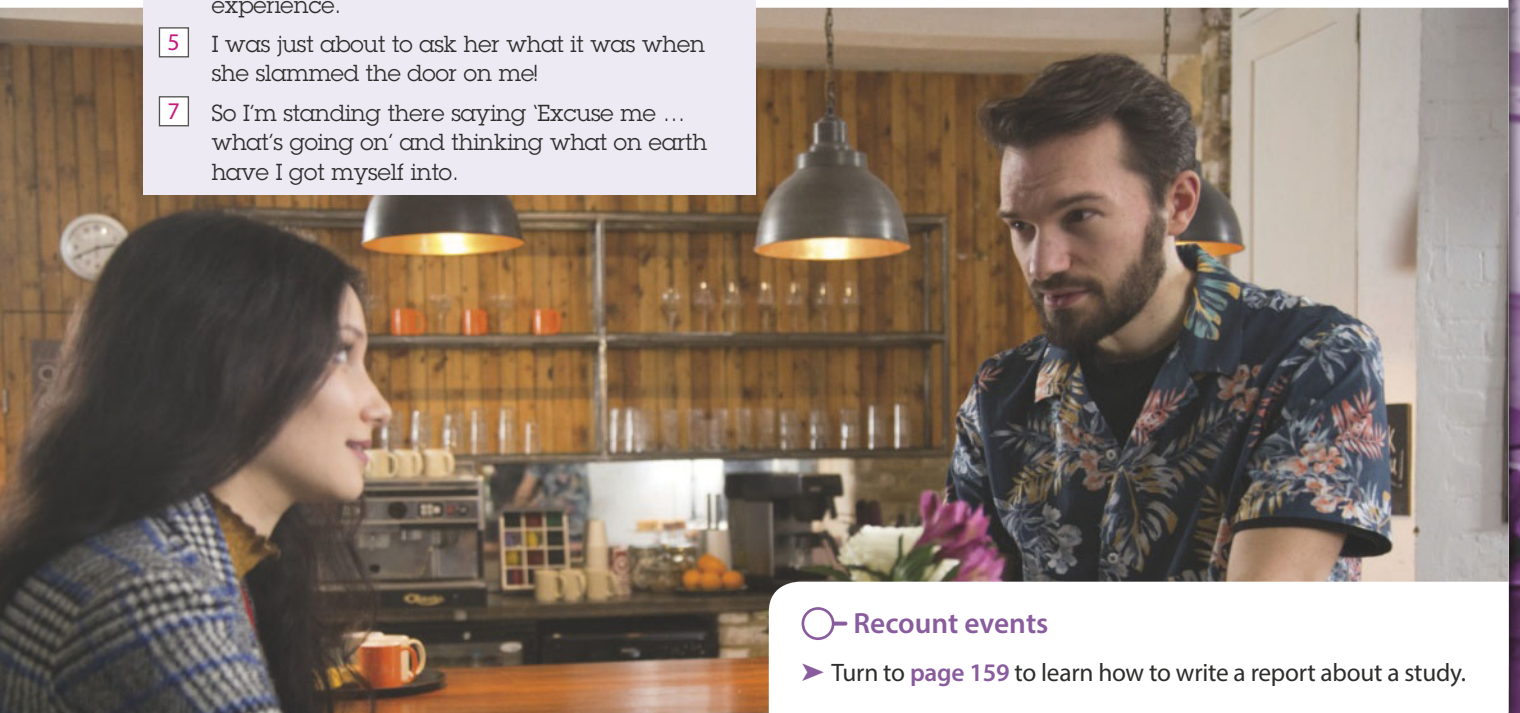 experience.
5 I was just about to ask her what it was when
she slammed the door on me!
7 So I'm standing there saying ‘Excuse me …
what's going on’ and thinking what on earth
have I got myself into.
Recount events
➤ Turn to page 159 to learn how to write a report about a study.